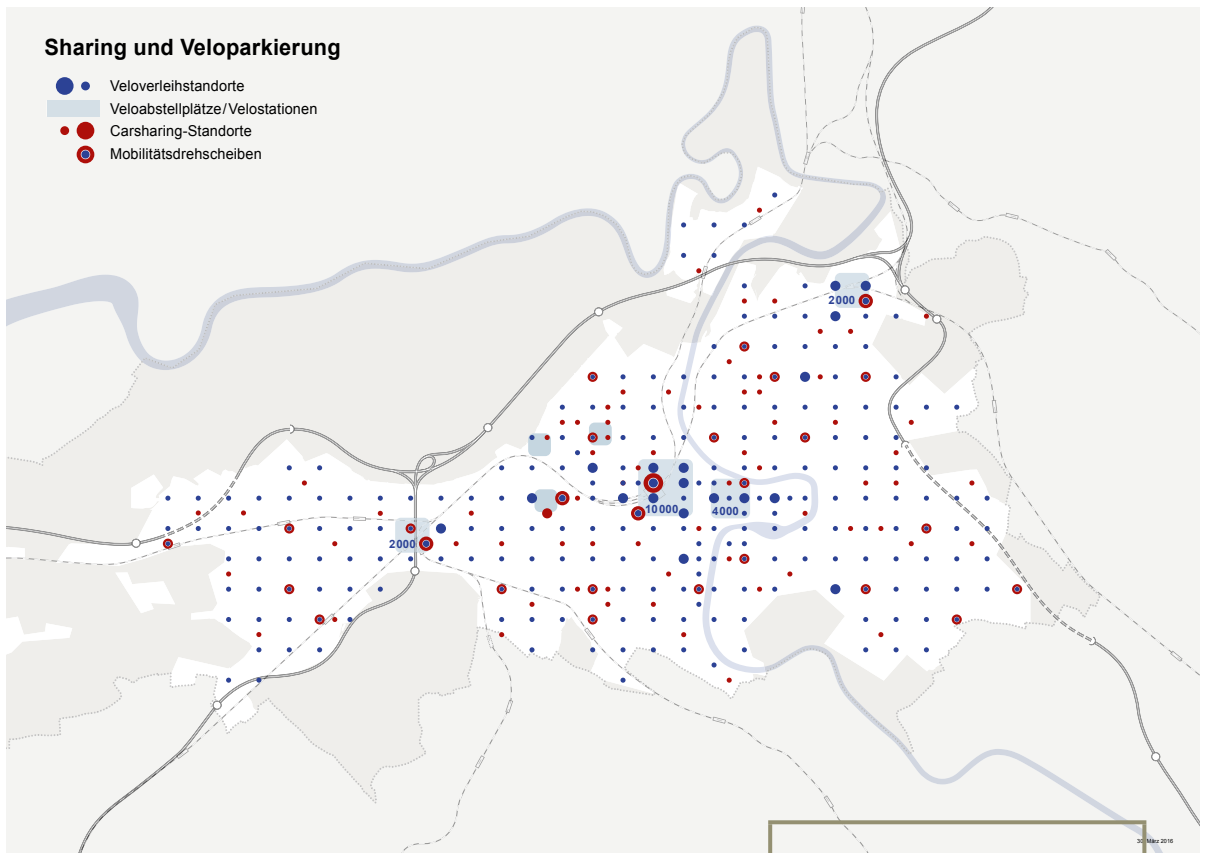 Sharing und Veloparkierung
Veloverleihstandorte
Veloabstellplätze/Velostationen
Carsharing-Standorte
Mobilitätsdrehscheiben
2000
10000
4000
2000
30. März 2016